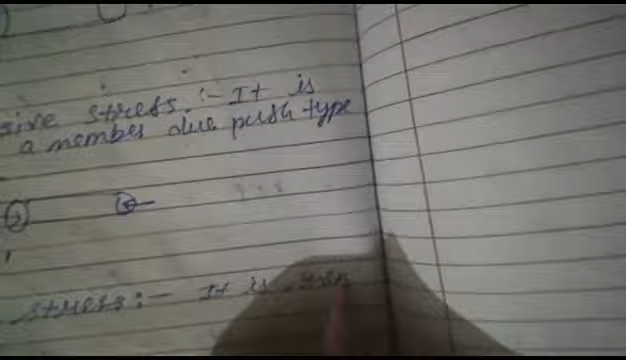 sive stress :- It is
a member due push type
stress :- It is